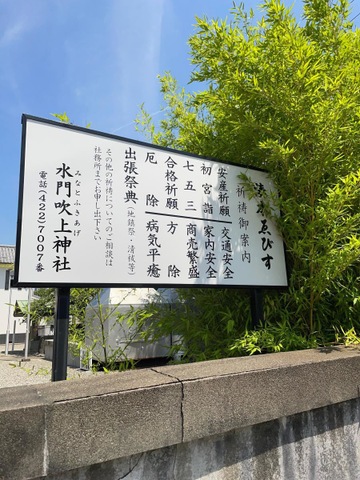 湊本ゑびす
祈祷御案内
安産祈願 交通安全
初宮詣 家内安全
七五三 商売繁盛
合格祈願 方除
厄除 病気平癒
出張祭典(地鎮祭・清祓等)
その他の祈祷についてのご相談は
社務所までお申し出下さい。
みなとふきあげ
水門吹上神社
電話(422)7007番